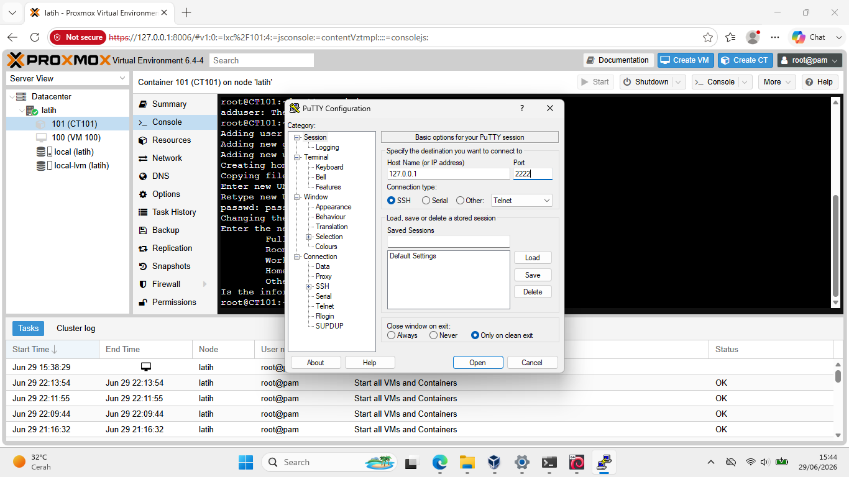 latih - Proxmox Virtual Environment
Not secure
https://127.0.0.1:8006/#v1:0:=lxc%2F101:4:=jsconsole:=contentVztmpl::::=consolejs:
Chat
PROXMOX Virtual Environment 6.4-4
Search
Documentation
Create VM
Create CT
root@pam
Server View
Container 101 (CT101) on node 'latih'
Start
Shutdown
Console
More
Help
Datacenter
latih
101 (CT101)
100 (VM 100)
local (latih)
local-lvm (latih)
Summary
Console
Resources
Network
DNS
Options
Task History
Backup
Replication
Snapshots
Firewall
Permissions
root@CT101:
adduser: The
root@CT101:
Adding user
Adding new
Adding new
Creating hom
Copying file
Enter new UN
Retype new U
passwd: pass
Changing the
Enter the ne
Full
Room
Work
Home
Othe
Is the infor
root@CT101:
PuTTY Configuration
?
Category:
Session
Logging
Terminal
Keyboard
Bell
Features
Window
Appearance
Behaviour
Translation
Selection
Colours
Connection
Data
Proxy
SSH
Serial
Telnet
Rlogin
SUPDUP
Basic options for your PuTTY session
Specify the destination you want to connect to
Host Name (or IP address)
Port
127.0.0.1
2222
Connection type:
SSH
Serial
Other:
Telnet
Load, save or delete a stored session
Saved Sessions
Default Settings
Load
Save
Delete
Close window on exit:
Always
Never
Only on clean exit
About
Help
Open
Cancel
Tasks
Cluster log
Start Time
End Time
Node
User n
Status
Jun 29 15:38:29
latih
root@p
Jun 29 22:13:54
Jun 29 22:13:54
latih
root@pam
Start all VMs and Containers
OK
Jun 29 22:11:55
Jun 29 22:11:55
latih
root@pam
Start all VMs and Containers
OK
Jun 29 22:09:44
Jun 29 22:09:44
latih
root@pam
Start all VMs and Containers
OK
Jun 29 21:16:32
Jun 29 21:16:32
latih
root@pam
Start all VMs and Containers
OK
32°C
Cerah
Search
15:44
29/06/2026